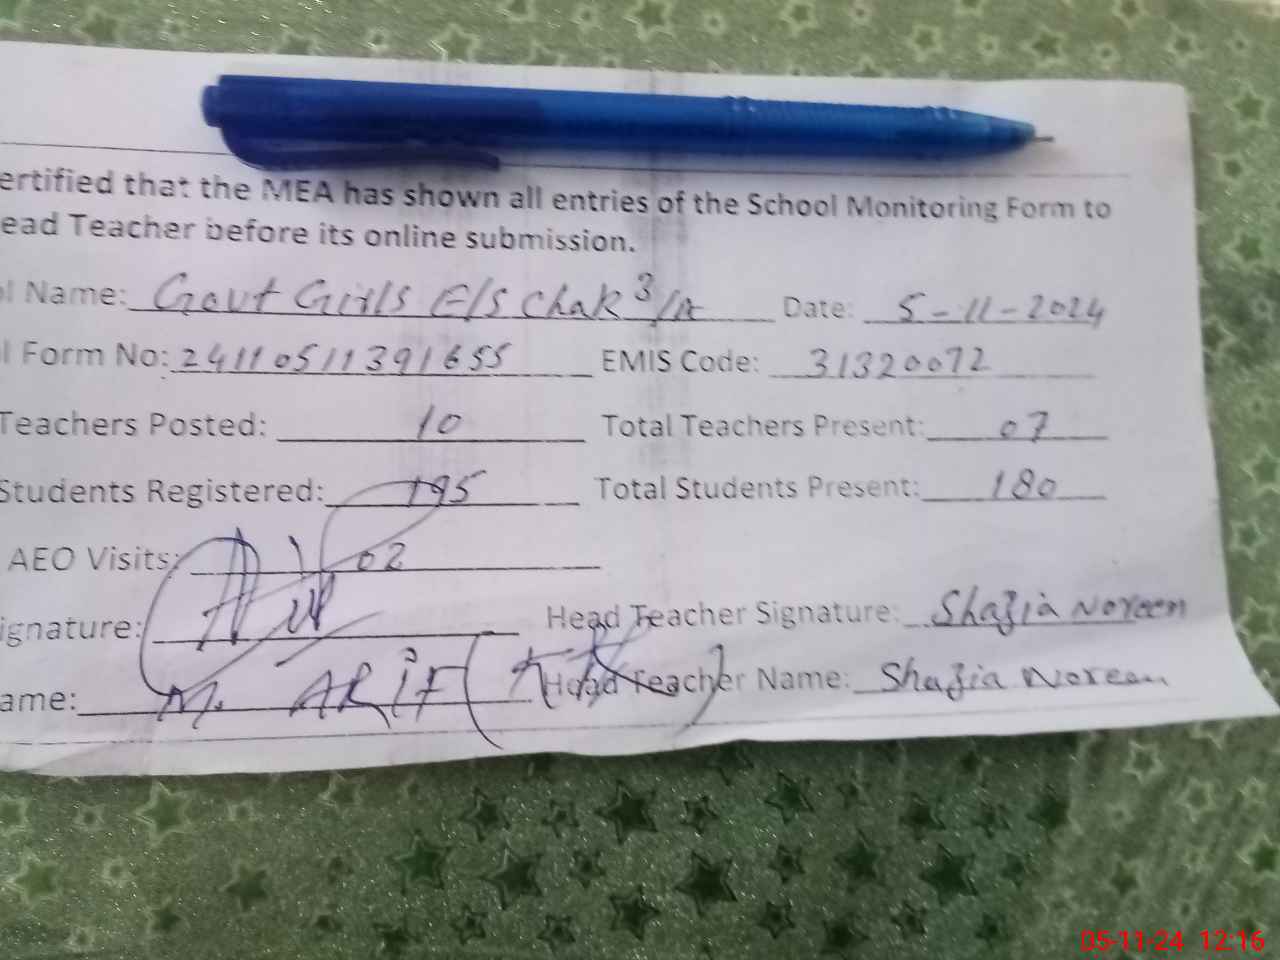 ertified that the MEA has shown all entries of the School Monitoring Form to
ead Teacher before its online submission.
l Name: Govt Girls E/S Chak 3/A Date: 5-11-2024
l Form No: 24110511391655 EMIS Code: 31320072
Teachers Posted: 10 Total Teachers Present: 07
Students Registered: 195 Total Students Present: 180
AEO Visits: 02
ignature: Head Teacher Signature: Shazia Noreen
ame: M. ARiF Head Teacher Name: Shazia Noreen
05-11-24 12:16